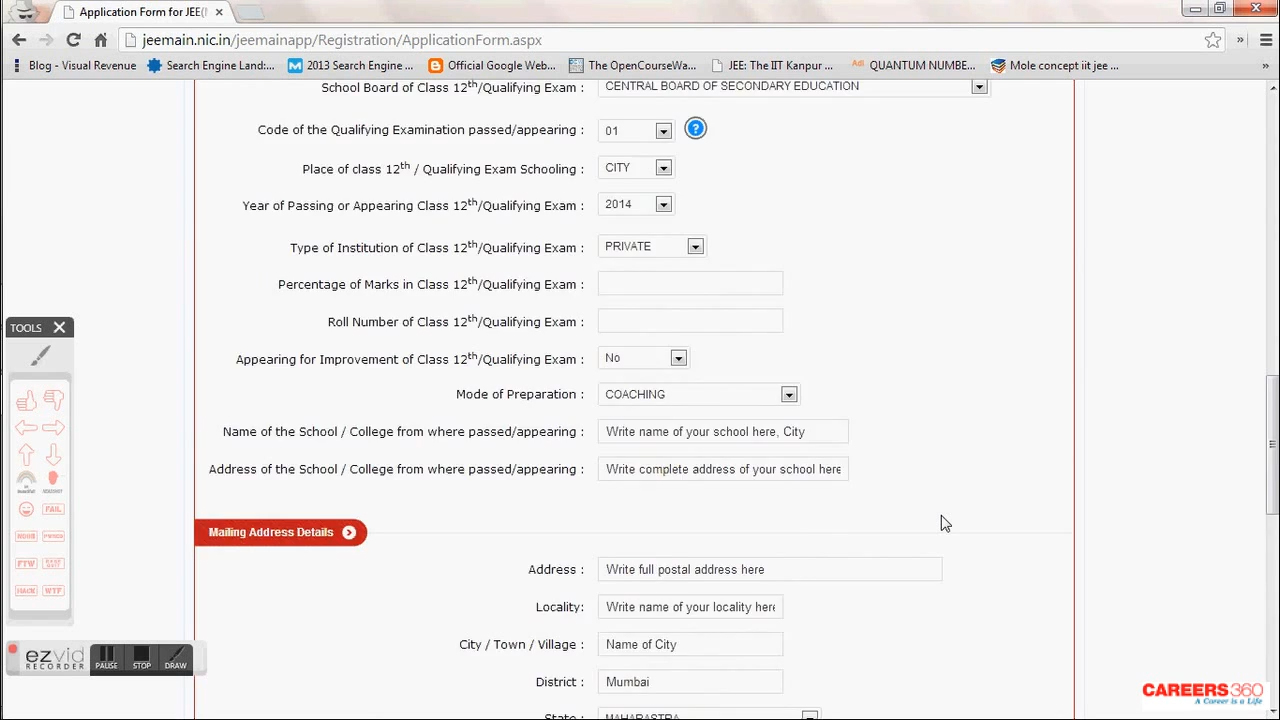 Application Form for JEE(
jeemain.nic.in/jeemainapp/Registration/ApplicationForm.aspx
Blog - Visual Revenue
Search Engine Land:...
2013 Search Engine ...
Official Google Web...
The OpenCourseWa...
JEE: The IIT Kanpur ...
QUANTUM NUMBE...
Mole concept iit jee ...
School Board of Class 12th/Qualifying Exam : CENTRAL BOARD OF SECONDARY EDUCATION
Code of the Qualifying Examination passed/appearing : 01 ?
Place of class 12th / Qualifying Exam Schooling : CITY
Year of Passing or Appearing Class 12th/Qualifying Exam : 2014
Type of Institution of Class 12th/Qualifying Exam : PRIVATE
Percentage of Marks in Class 12th/Qualifying Exam :
Roll Number of Class 12th/Qualifying Exam :
Appearing for Improvement of Class 12th/Qualifying Exam : No
Mode of Preparation : COACHING
Name of the School / College from where passed/appearing : Write name of your school here, City
Address of the School / College from where passed/appearing : Write complete address of your school here
Mailing Address Details
Address : Write full postal address here
Locality: Write name of your locality here
City / Town / Village : Name of City
District : Mumbai
State : MAHARASTRA
TOOLS
FAIL
FTW
WTF
ezvid
RECORDER
PAUSE
STOP
DRAW
CAREERS360
A Career is a Life